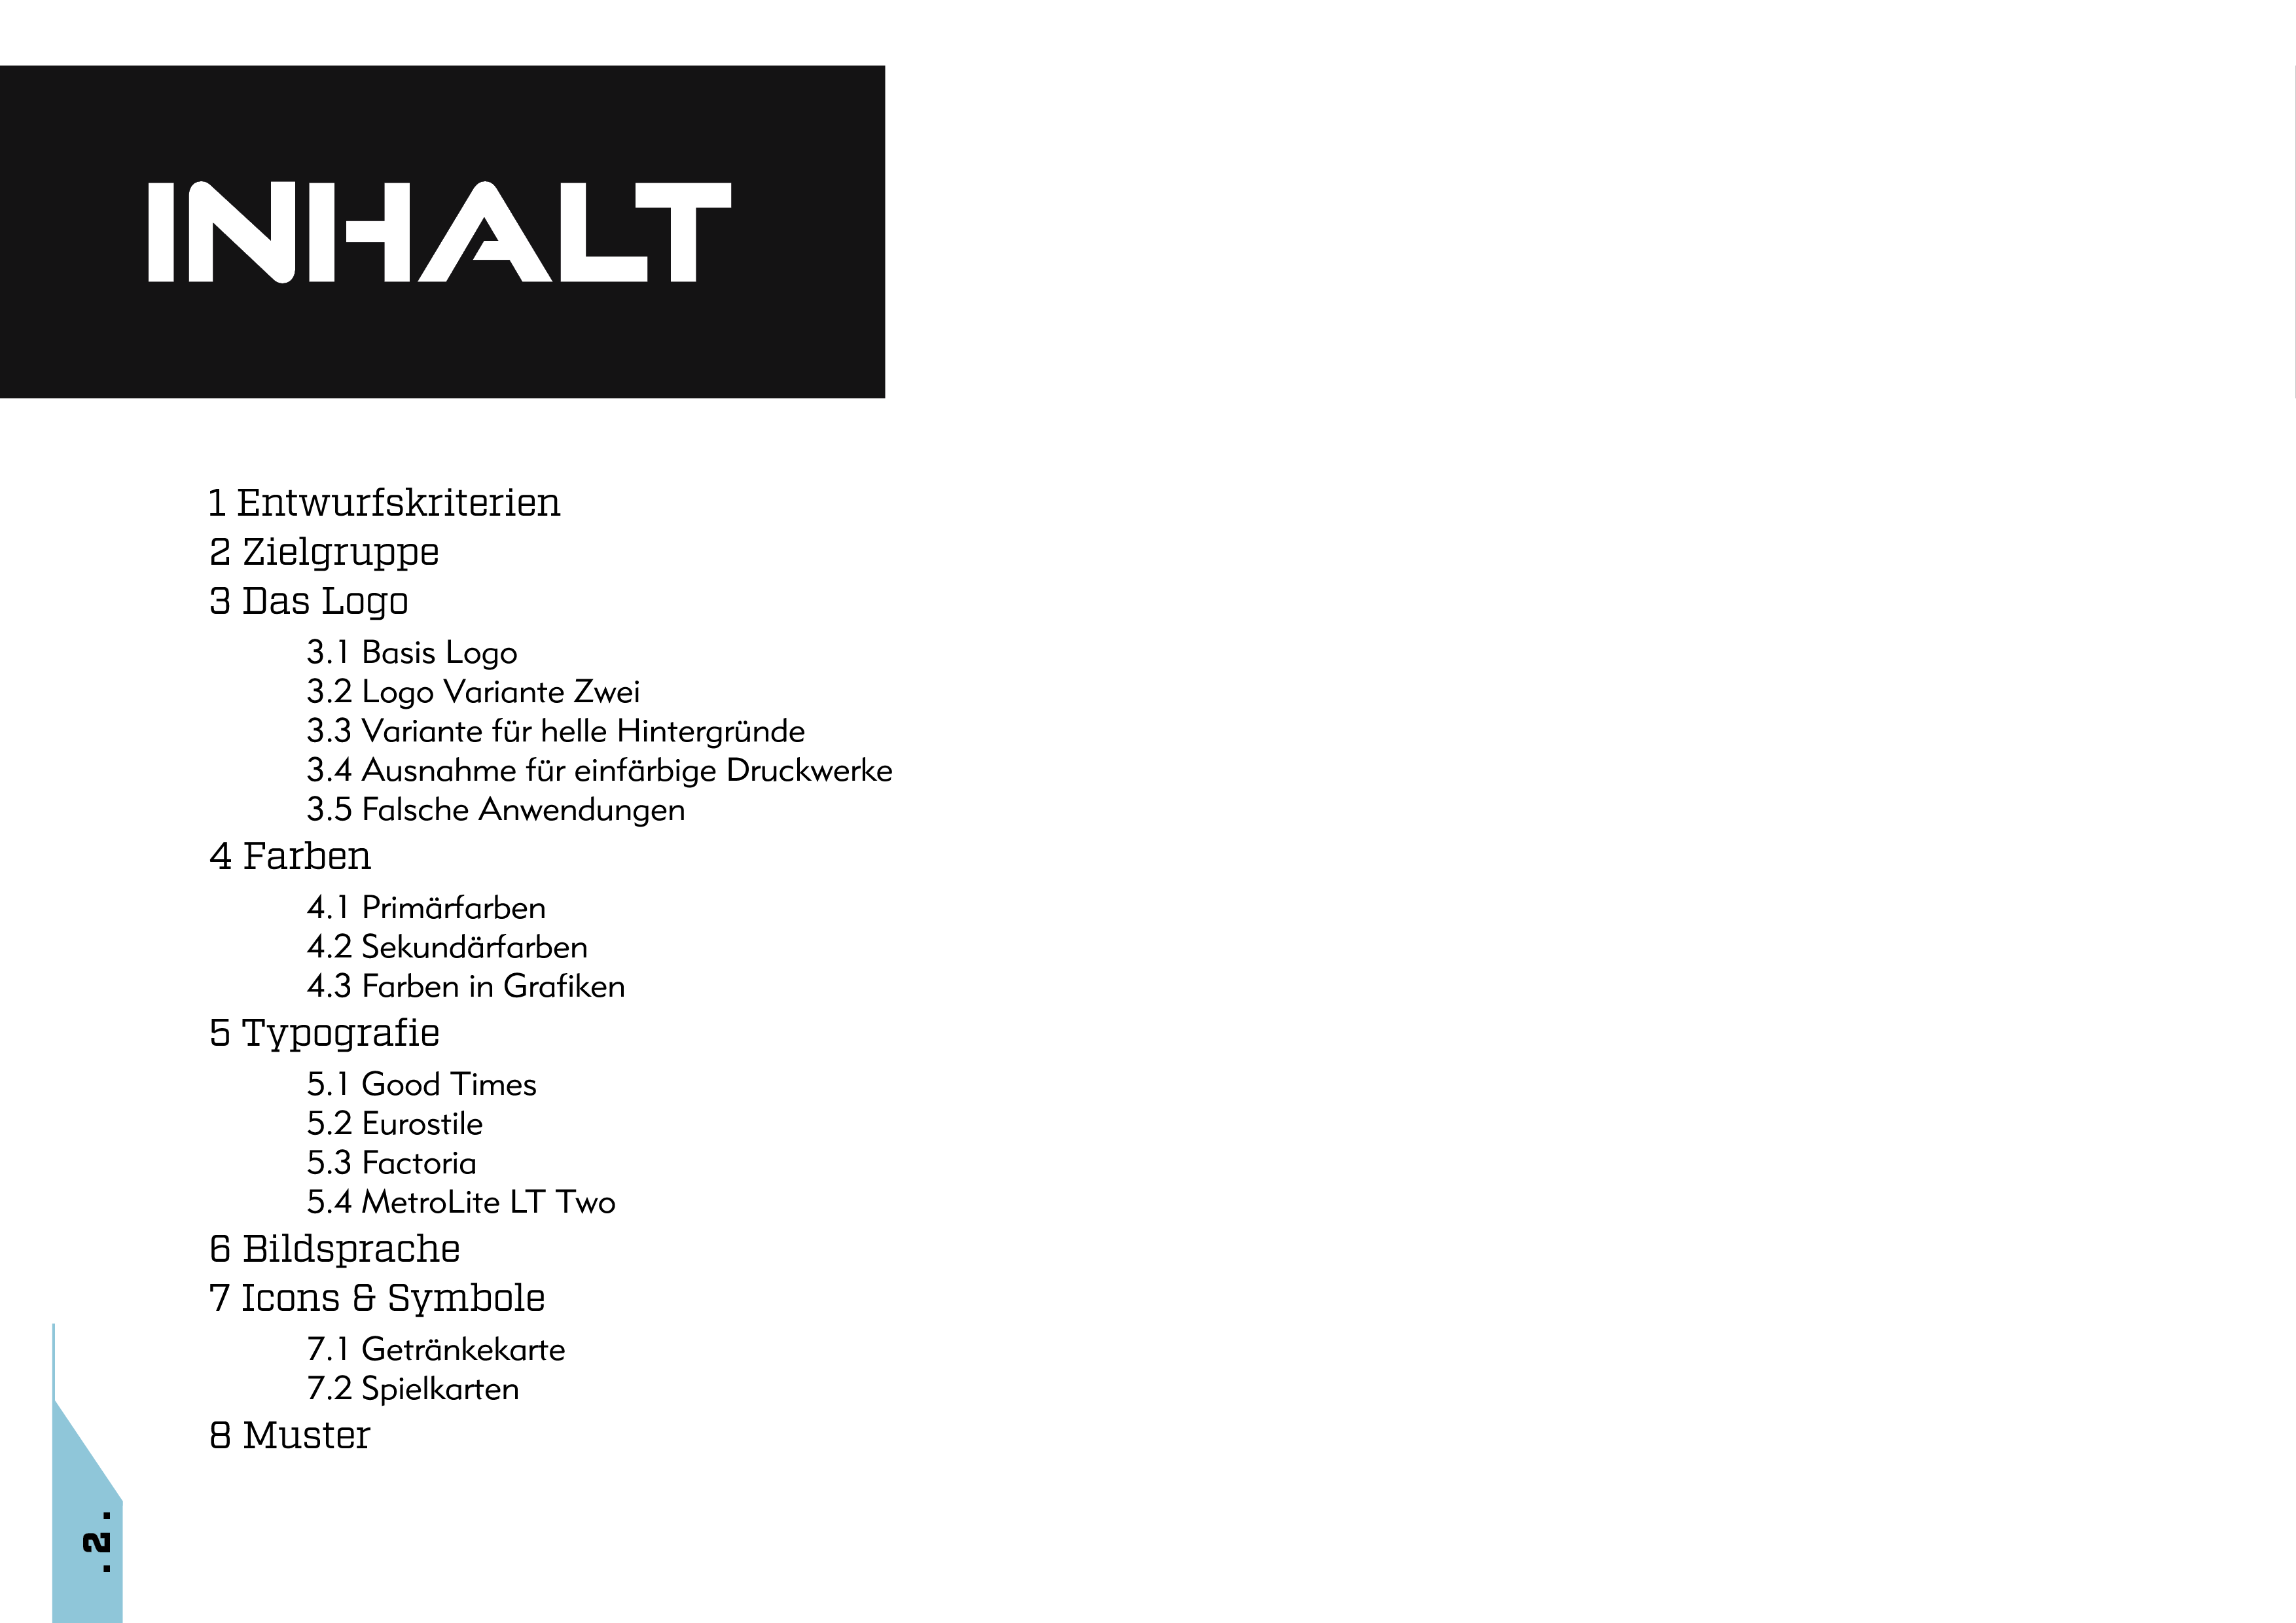 INHALT
1 Entwurfskriterien
2 Zielgruppe
3 Das Logo
3.1 Basis Logo
3.2 Logo Variante Zwei
3.3 Variante für helle Hintergründe
3.4 Ausnahme für einfärbige Druckwerke
3.5 Falsche Anwendungen
4 Farben
4.1 Primärfarben
4.2 Sekundärfarben
4.3 Farben in Grafiken
5 Typografie
5.1 Good Times
5.2 Eurostile
5.3 Factoria
5.4 MetroLite LT Two
6 Bildsprache
7 Icons & Symbole
7.1 Getränkekarte
7.2 Spielkarten
8 Muster
.2.